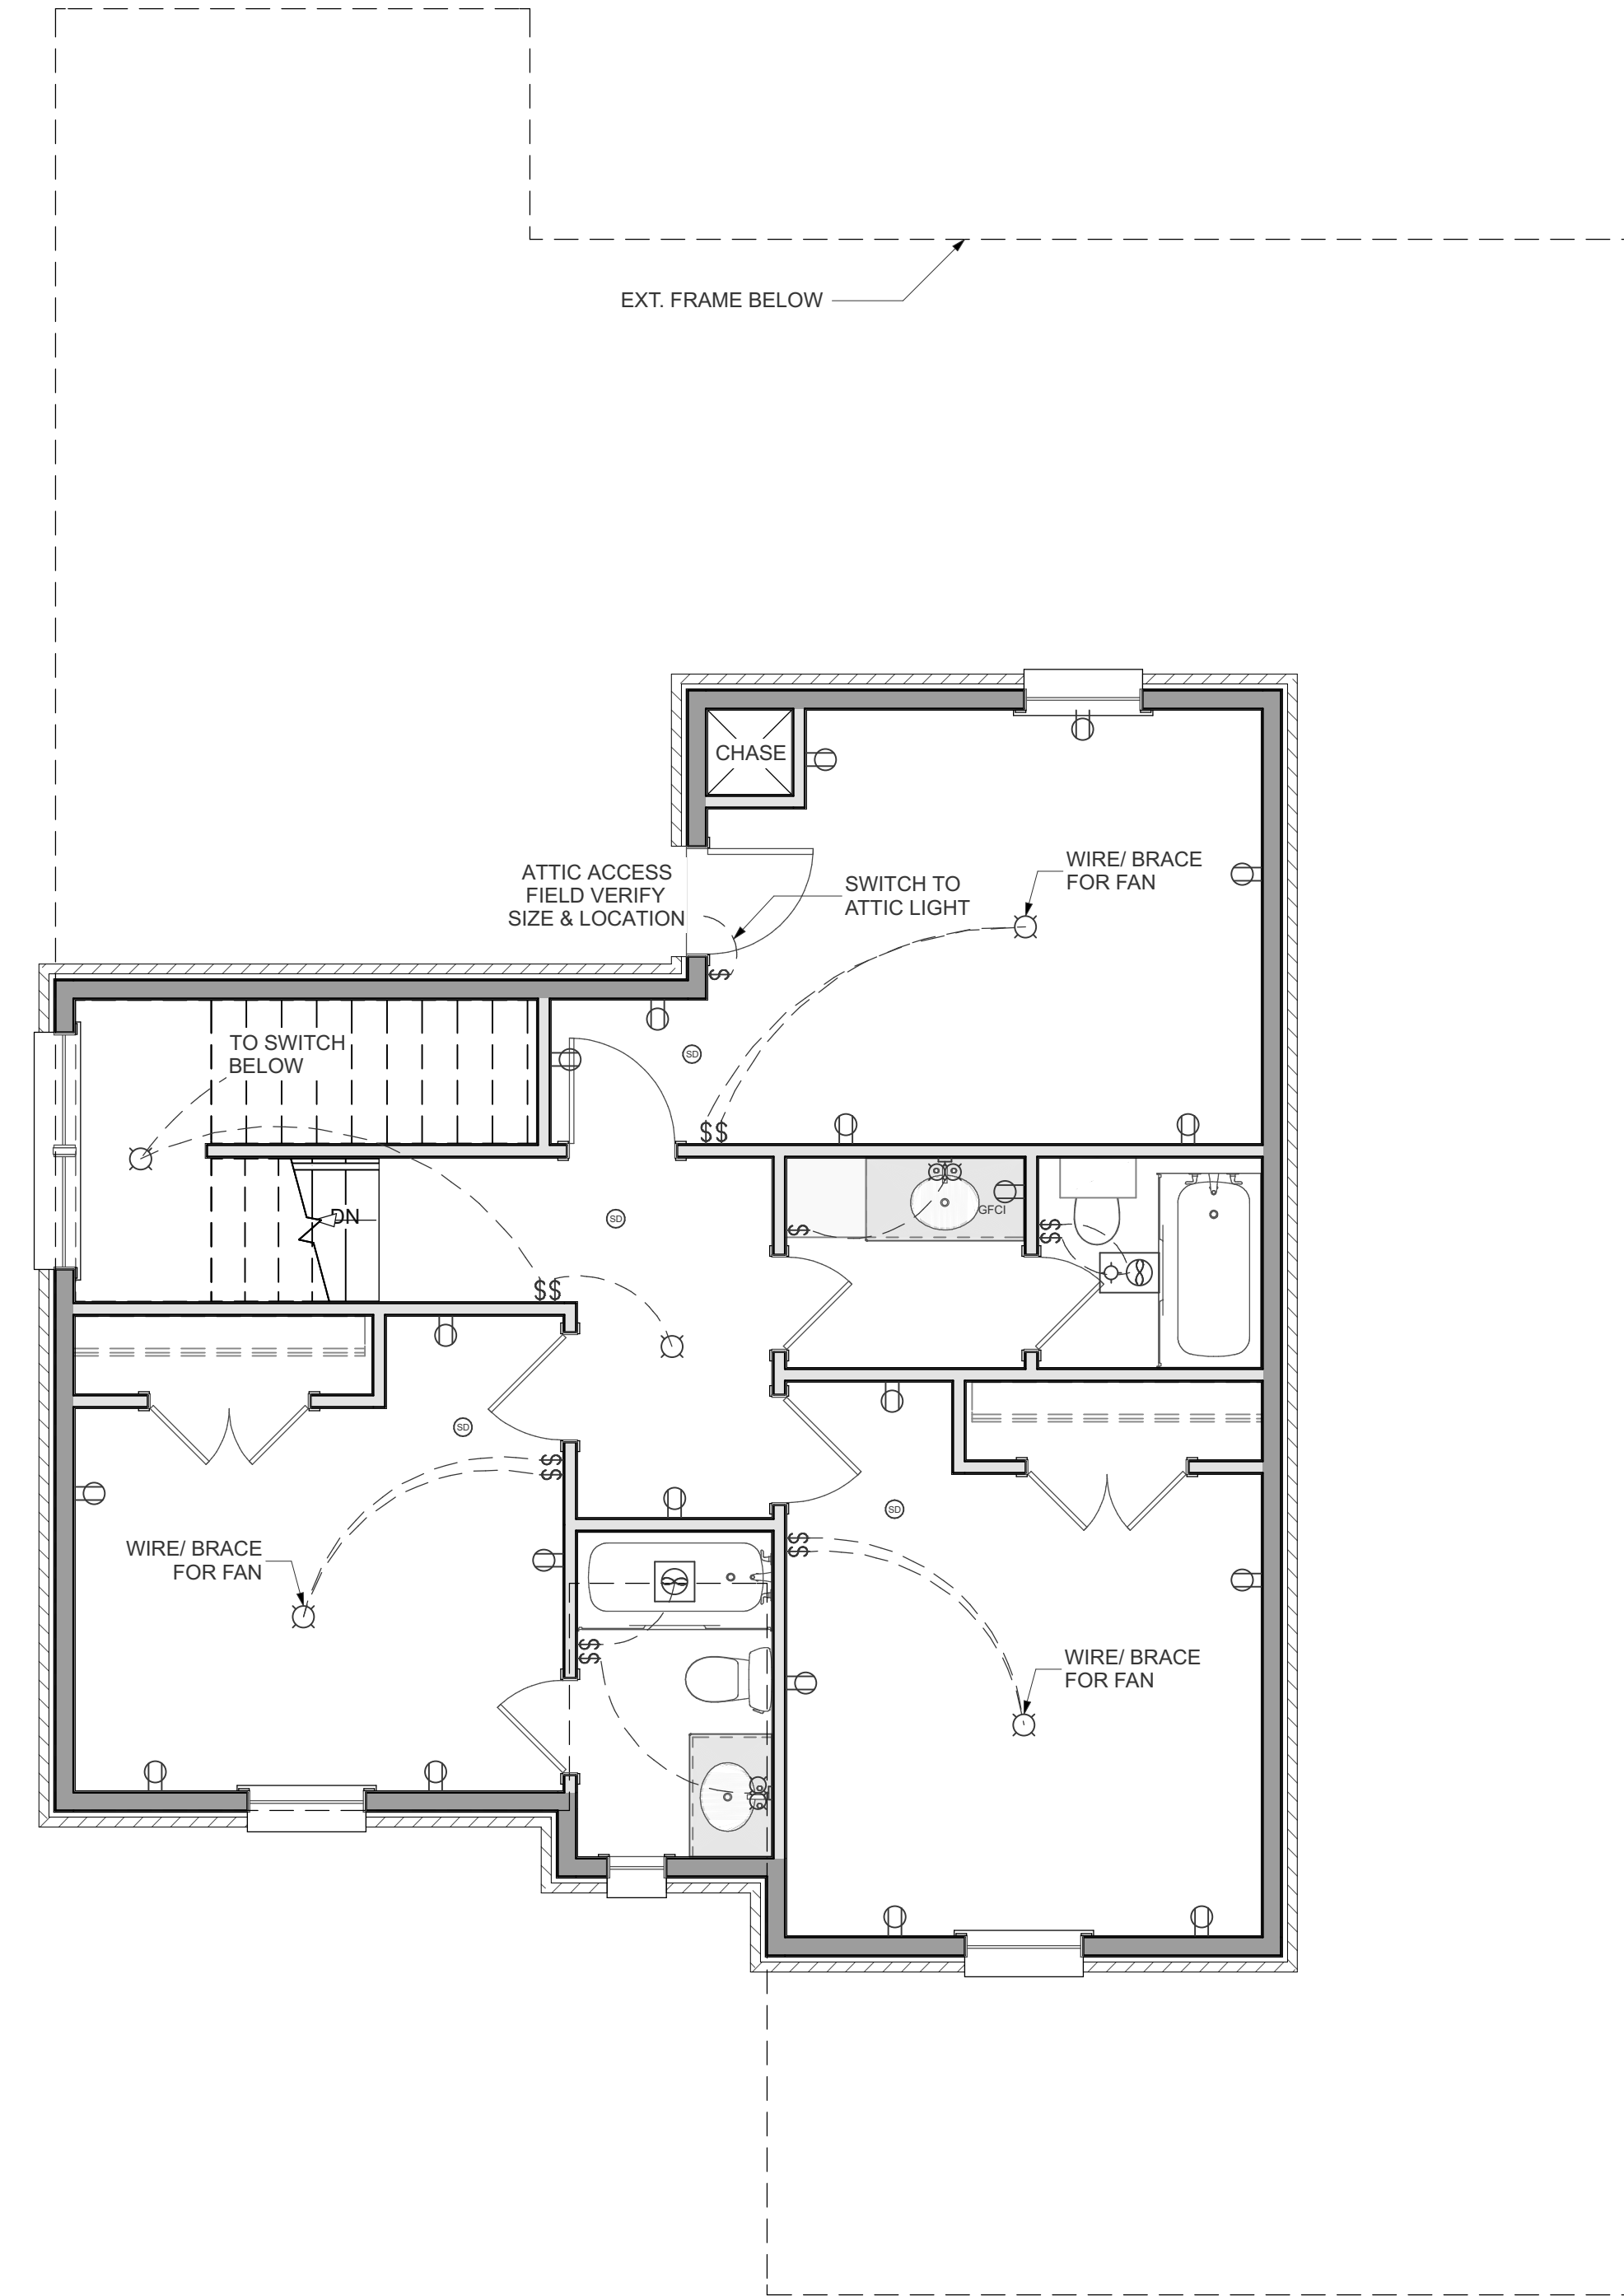 EXT. FRAME BELOW
CHASE
WIRE/ BRACE
FOR FAN
ATTIC ACCESS
FIELD VERIFY
SIZE & LOCATION
SWITCH TO
ATTIC LIGHT
$
TO SWITCH
BELOW
SD
$$
DN
SD
GFCI
$
$$
$$
SD
$$
SD
$$
WIRE/ BRACE
FOR FAN
$$
WIRE/ BRACE
FOR FAN